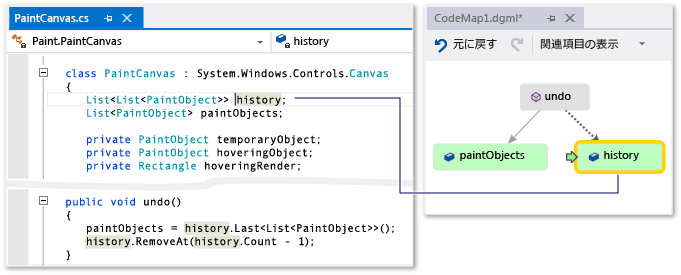 PaintCanvas.cs
Paint.PaintCanvas
history
class PaintCanvas : System.Windows.Controls.Canvas
{
List<List<PaintObject>> history;
List<PaintObject> paintObjects;
private PaintObject temporaryObject;
private PaintObject hoveringObject;
private Rectangle hoveringRender;
public void undo()
{
paintObjects = history.Last<List<PaintObject>>();
history.RemoveAt(history.Count - 1);
}
CodeMap1.dgml*
元に戻す
関連項目の表示
undo
paintObjects
history